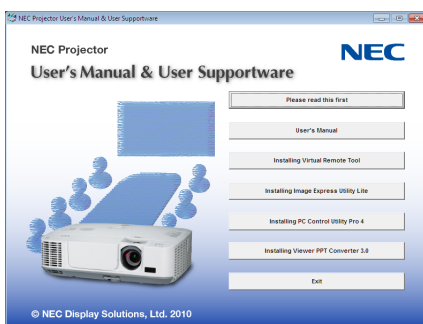 NEC Projector User's Manual & User Supportware
NEC Projector
NEC
User's Manual & User Supportware
Please read this first
User's Manual
Installing Virtual Remote Tool
Installing Image Express Utility Lite
Installing PC Control Utility Pro 4
Installing Viewer PPT Converter 3.0
Exit
© NEC Display Solutions, Ltd. 2010